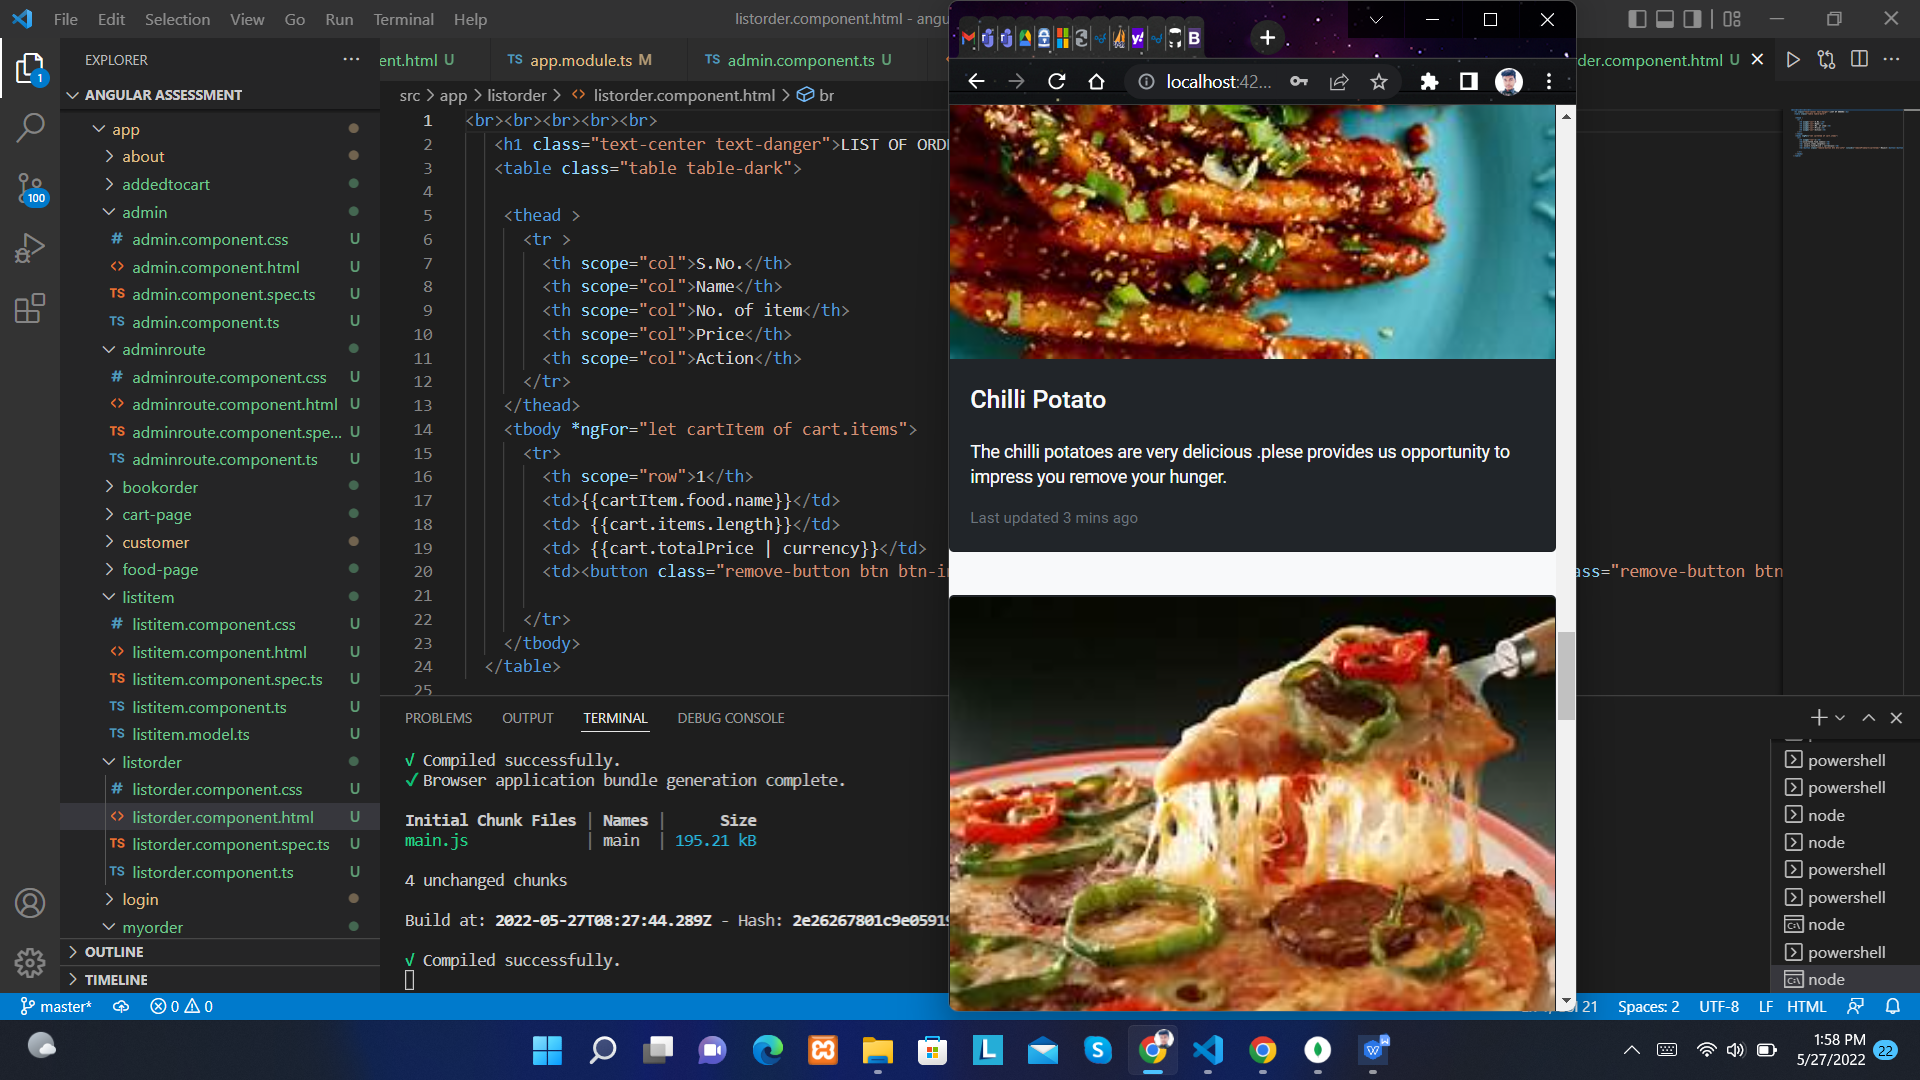 File Edit Selection View Go Run Terminal Help
listorder.component.html - angu
EXPLORER
ANGULAR ASSESSMENT
app
about
addedtocart
admin
admin.component.css U
admin.component.html U
admin.component.spec.ts U
admin.component.ts U
adminroute
adminroute.component.css U
adminroute.component.html U
adminroute.component.spe... U
adminroute.component.ts U
bookorder
cart-page
customer
food-page
listitem
listitem.component.css U
listitem.component.html U
listitem.component.spec.ts U
listitem.component.ts U
listitem.model.ts U
listorder
listorder.component.css U
listorder.component.html U
listorder.component.spec.ts U
listorder.component.ts U
login
myorder
OUTLINE
TIMELINE
1
100
ent.html U
TS app.module.ts M
TS admin.component.ts U
der.component.html U
src > app > listorder > <> listorder.component.html > br
1 <br><br><br><br><br>
2 <h1 class="text-center text-danger">LIST OF ORD
3 <table class="table table-dark">
4
5 <thead >
6 <tr >
7 <th scope="col">S.No.</th>
8 <th scope="col">Name</th>
9 <th scope="col">No. of item</th>
10 <th scope="col">Price</th>
11 <th scope="col">Action</th>
12 </tr>
13 </thead>
14 <tbody *ngFor="let cartItem of cart.items">
15 <tr>
16 <th scope="row">1</th>
17 <td>{{cartItem.food.name}}</td>
18 <td> {{cart.items.length}}</td>
19 <td> {{cart.totalPrice | currency}}</td>
20 <td><button class="remove-button btn btn-in
ass="remove-button btn
21
22 </tr>
23 </tbody>
24 </table>
25
PROBLEMS OUTPUT TERMINAL DEBUG CONSOLE
√ Compiled successfully.
✓ Browser application bundle generation complete.
Initial Chunk Files | Names | Size
main.js | main | 195.21 kB
4 unchanged chunks
Build at: 2022-05-27T08:27:44.289Z - Hash: 2e26267801c9e0591
√ Compiled successfully.
powershell
powershell
node
node
powershell
powershell
node
powershell
node
localhost:42...
Chilli Potato
The chilli potatoes are very delicious .plese provides us opportunity to
impress you remove your hunger.
Last updated 3 mins ago
master* 0 0
21 Spaces: 2 UTF-8 LF HTML
1:58 PM
5/27/2022
22